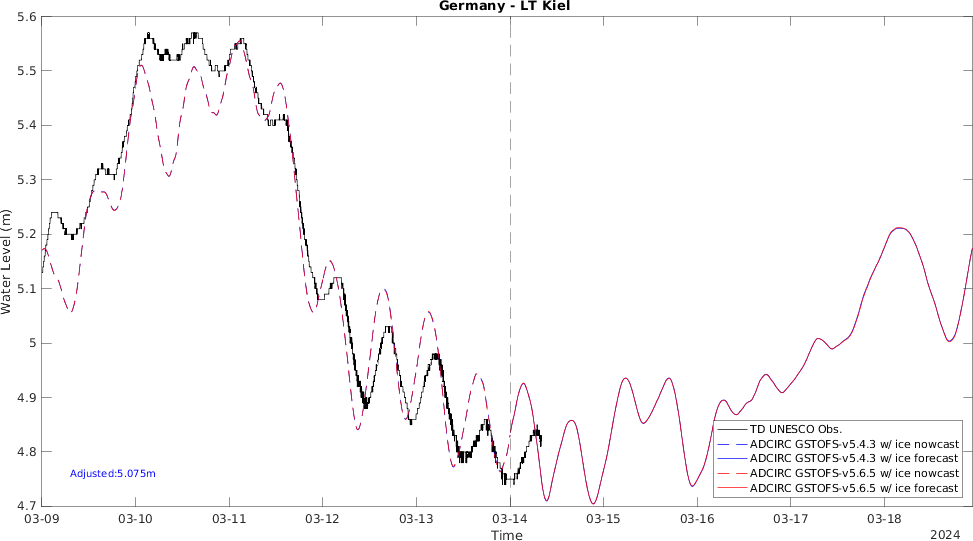 Germany - LT Kiel
5.6
5.5
5.4
5.3
5.2
5.1
5
4.9
4.8
4.7
Water Level (m)
Adjusted:5.075m
TD UNESCO Obs.
ADCIRC GSTOFS-v5.4.3 w/ ice nowcast
ADCIRC GSTOFS-v5.4.3 w/ ice forecast
ADCIRC GSTOFS-v5.6.5 w/ ice nowcast
ADCIRC GSTOFS-v5.6.5 w/ ice forecast
03-09 03-10 03-11 03-12 03-13 03-14 03-15 03-16 03-17 03-18
Time
2024